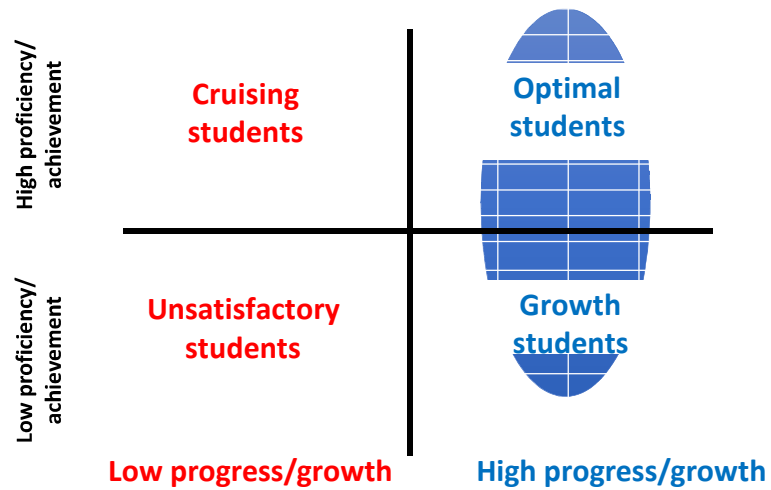 High proficiency/
achievement
Cruising
students
Optimal
students
Low proficiency/
achievement
Unsatisfactory
students
Growth
students
Low progress/growth
High progress/growth